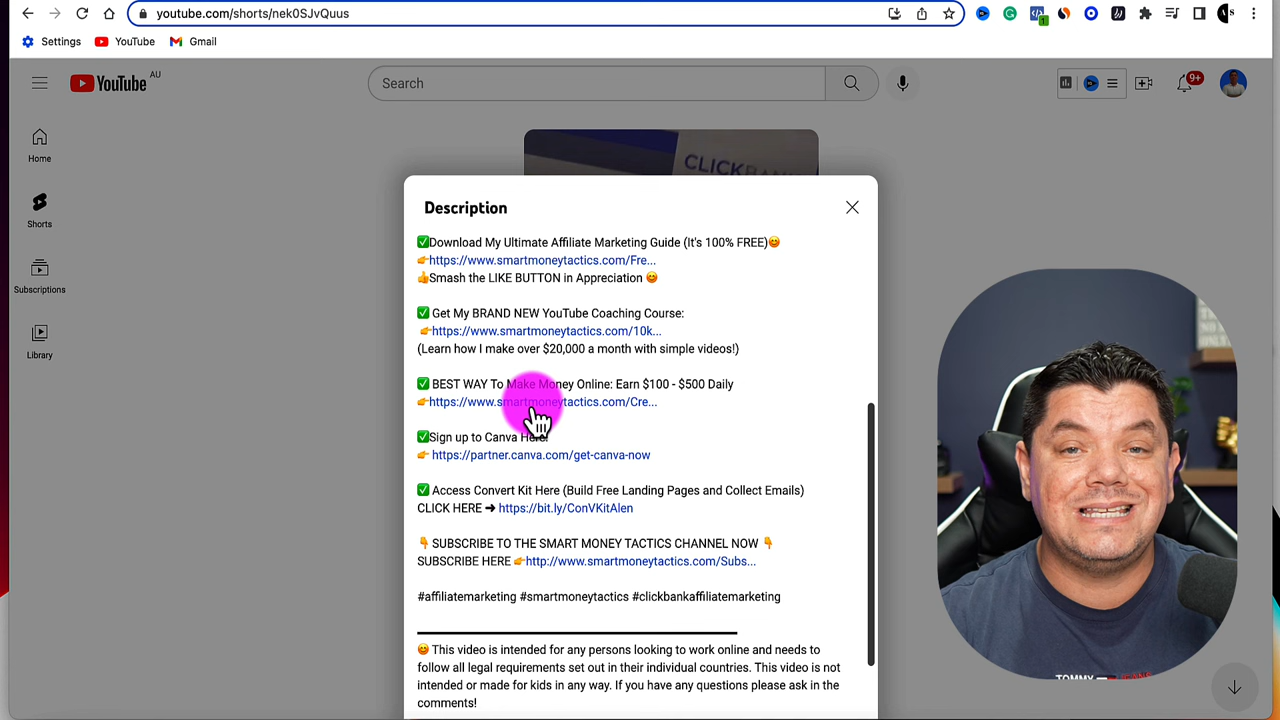 youtube.com/shorts/nek0SJvQuus
Settings
YouTube
Gmail
1
YouTube AU
Search
9+
Home
Shorts
Subscriptions
Library
CLICKBANK
Description
✅Download My Ultimate Affiliate Marketing Guide (It's 100% FREE)😊
👉https://www.smartmoneytactics.com/Fre...
👍Smash the LIKE BUTTON in Appreciation 😊
✅ Get My BRAND NEW YouTube Coaching Course:
👉https://www.smartmoneytactics.com/10k...
(Learn how I make over $20,000 a month with simple videos!)
✅ BEST WAY To Make Money Online: Earn $100 - $500 Daily
👉https://www.smartmoneytactics.com/Cre...
✅Sign up to Canva Here!
👉 https://partner.canva.com/get-canva-now
✅ Access Convert Kit Here (Build Free Landing Pages and Collect Emails)
CLICK HERE ➜ https://bit.ly/ConVKitAlen
👇 SUBSCRIBE TO THE SMART MONEY TACTICS CHANNEL NOW 👇
SUBSCRIBE HERE 👉http://www.smartmoneytactics.com/Subs...
#affiliatemarketing #smartmoneytactics #clickbankaffiliatemarketing
😊 This video is intended for any persons looking to work online and needs to
follow all legal requirements set out in their individual countries. This video is not
intended or made for kids in any way. If you have any questions please ask in the
comments!
TOMMY